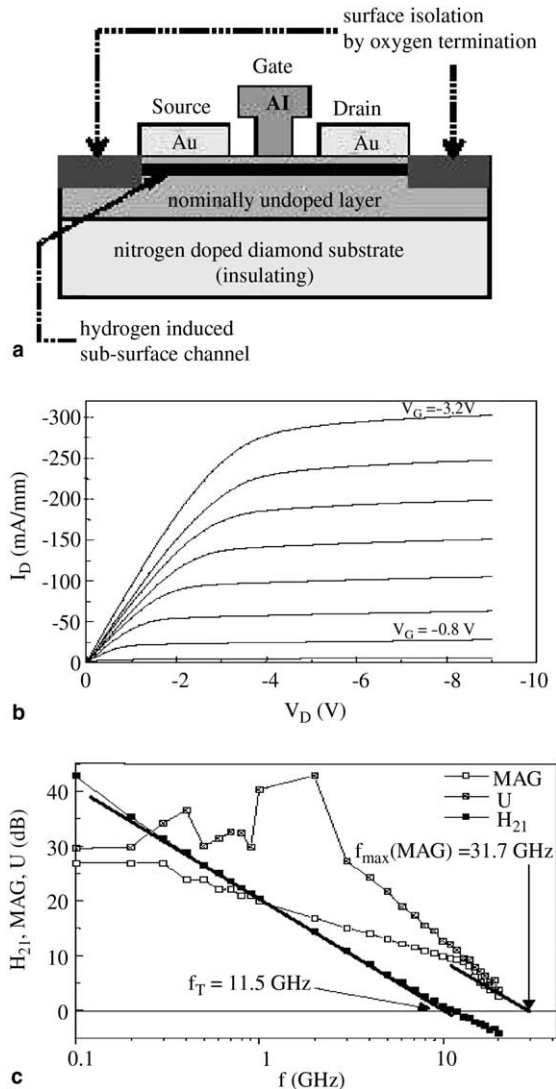 surface isolation
by oxygen termination
Gate
Source
Al
Drain
Au
Au
nominally undoped layer
nitrogen doped diamond substrate
(insulating)
hydrogen induced
sub-surface channel
a
-300
-250
-200
-150
-100
-50
0
I_D (mA/mm)
V_G =-3.2V
V_G =-0.8 V
0
-2
-4
-6
-8
-10
V_D (V)
b
40
30
20
10
0
H_21, MAG, U (dB)
MAG
U
H_21
f_max(MAG) =31.7 GHz
f_T = 11.5 GHz
0.1
1
10
f (GHz)
c